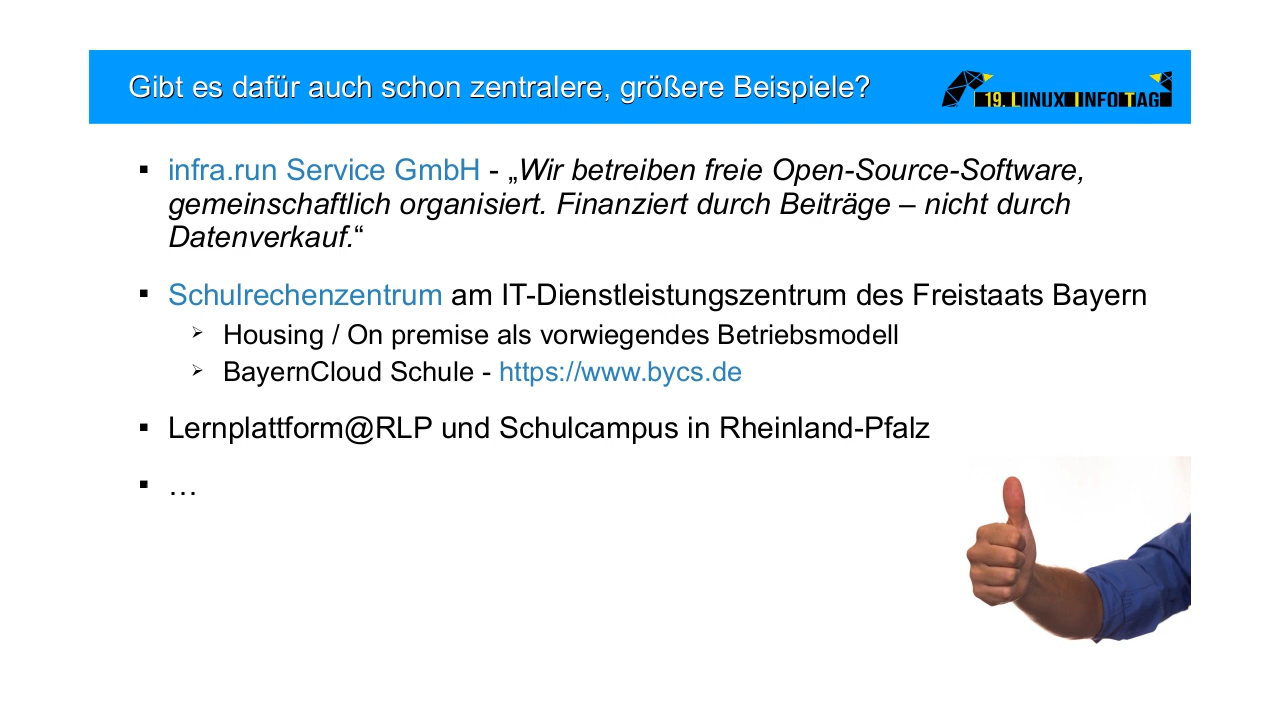 Gibt es dafür auch schon zentralere, größere Beispiele?
19. LINUX INFO TAG
infra.run Service GmbH - „Wir betreiben freie Open-Source-Software,
gemeinschaftlich organisiert. Finanziert durch Beiträge – nicht durch
Datenverkauf.“
Schulrechenzentrum am IT-Dienstleistungszentrum des Freistaats Bayern
Housing / On premise als vorwiegendes Betriebsmodell
BayernCloud Schule - https://www.bycs.de
Lernplattform@RLP und Schulcampus in Rheinland-Pfalz
…